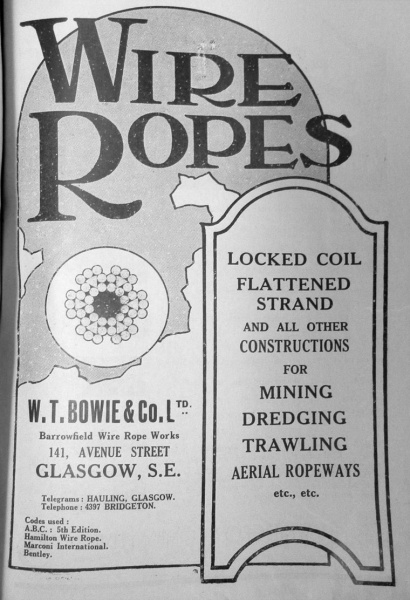 WIRE
ROPES
LOCKED COIL
FLATTENED
STRAND
AND ALL OTHER
CONSTRUCTIONS
FOR
MINING
DREDGING
TRAWLING
AERIAL ROPEWAYS
etc., etc.
W. T. BOWIE & Co. LTD.
Barrowfield Wire Rope Works
141, AVENUE STREET
GLASGOW, S.E.
Telegrams : HAULING, GLASGOW.
Telephone : 4397 BRIDGETON.
Codes used :
A.B.C. : 5th Edition.
Hamilton Wire Rope.
Marconi International.
Bentley.